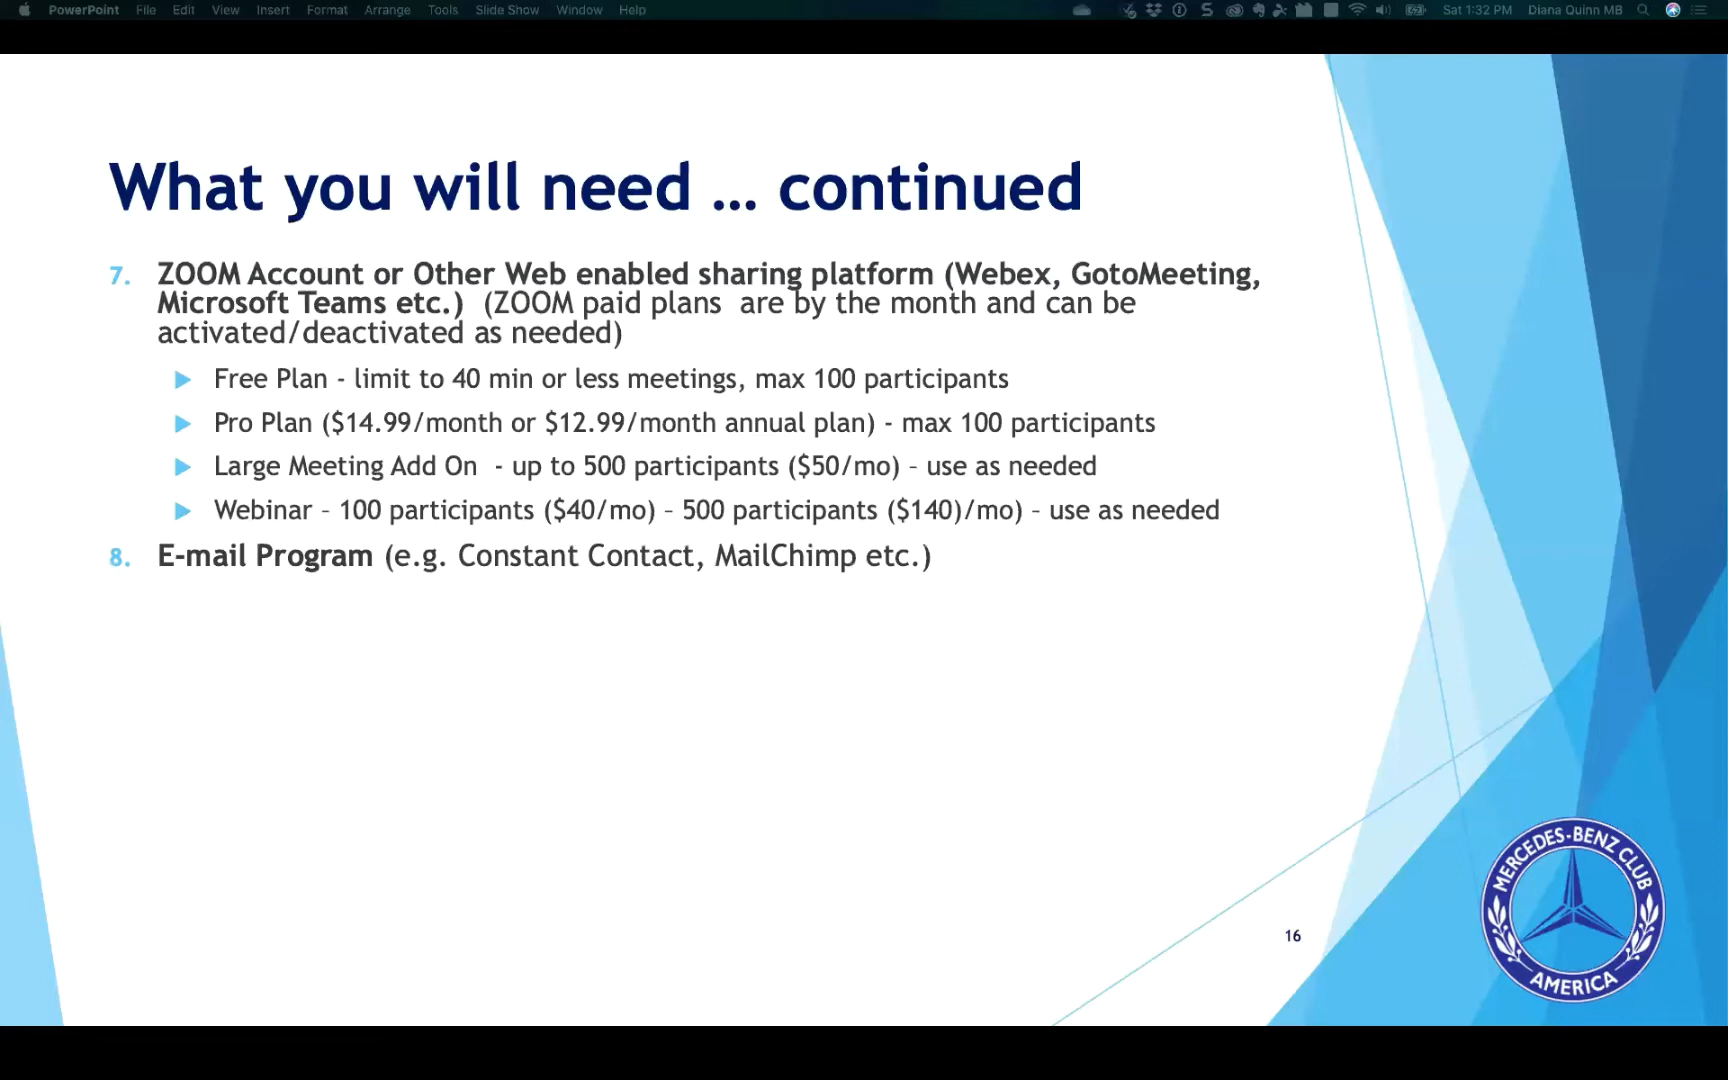 PowerPoint File Edit View Insert Format Arrange Tools Slide Show Window Help Sat 1:32 PM Diana Quinn MB
What you will need ... continued
7. ZOOM Account or Other Web enabled sharing platform (Webex, GotoMeeting,
Microsoft Teams etc.) (ZOOM paid plans are by the month and can be
activated/deactivated as needed)
Free Plan - limit to 40 min or less meetings, max 100 participants
Pro Plan ($14.99/month or $12.99/month annual plan) - max 100 participants
Large Meeting Add On - up to 500 participants ($50/mo) – use as needed
Webinar – 100 participants ($40/mo) – 500 participants ($140)/mo) – use as needed
8. E-mail Program (e.g. Constant Contact, MailChimp etc.)
16
MERCEDES-BENZ CLUB
AMERICA